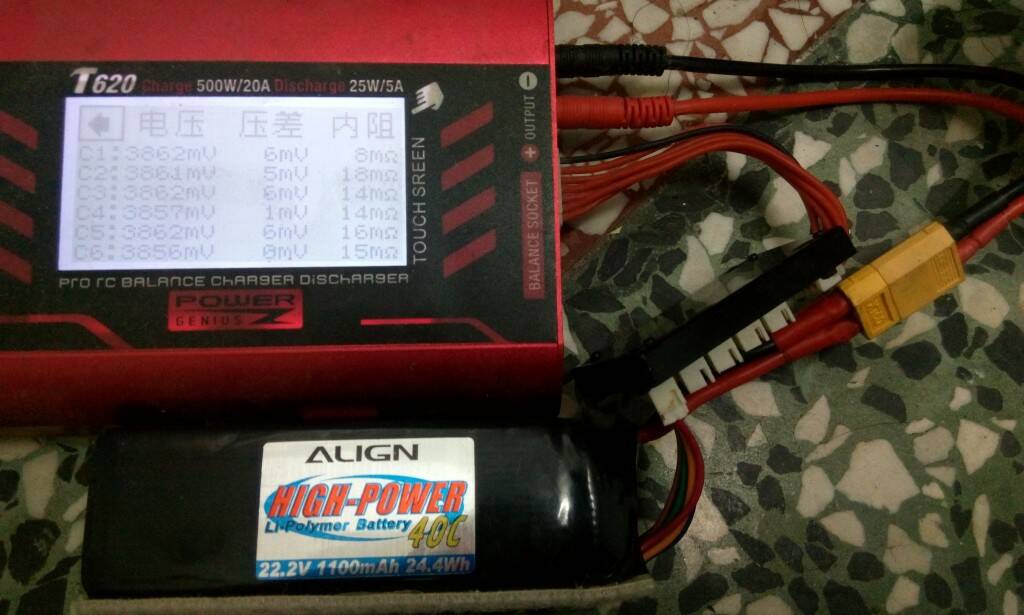 T620 Charge 500W/20A Discharge 25W/5A
电压 压差 内阻
C1:3862mV 6mV 8mΩ
C2:3861mV 5mV 18mΩ
C3:3862mV 6mV 14mΩ
C4:3857mV 1mV 14mΩ
C5:3862mV 6mV 16mΩ
C6:3856mV 0mV 15mΩ
TOUCH SREEN
PRO RC BALANCE CHARGER DISCHARGER
POWER
GENIUS
OUTPUT
BALANCE SOCKET
ALIGN
HIGH-POWER
Li-Polymer Battery
40C
22.2V 1100mAh 24.4Wh